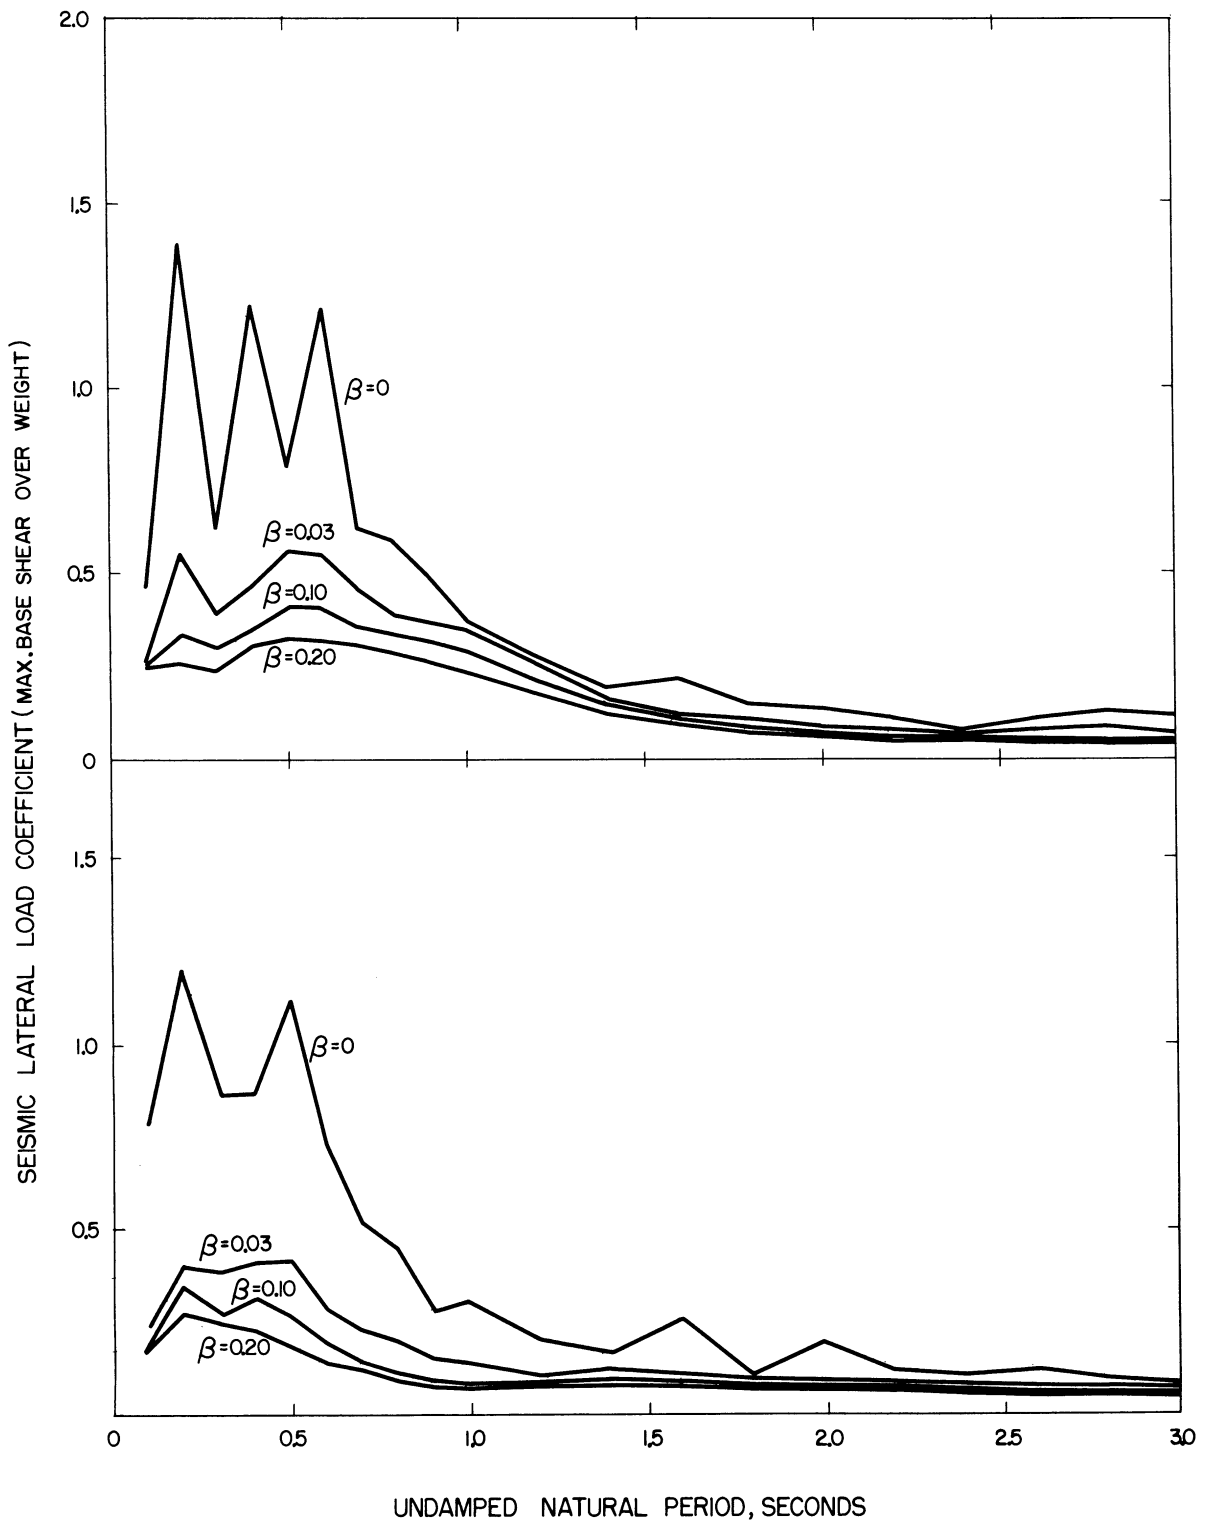 2.0
1.5
1.0
β=0
β=0.03
0.5
β=0.10
β=0.20
0
SEISMIC LATERAL LOAD COEFFICIENT (MAX. BASE SHEAR OVER WEIGHT)
1.5
1.0
β=0
0.5
β=0.03
β=0.10
β=0.20
0 0.5 1.0 1.5 2.0 2.5 3.0
UNDAMPED NATURAL PERIOD, SECONDS